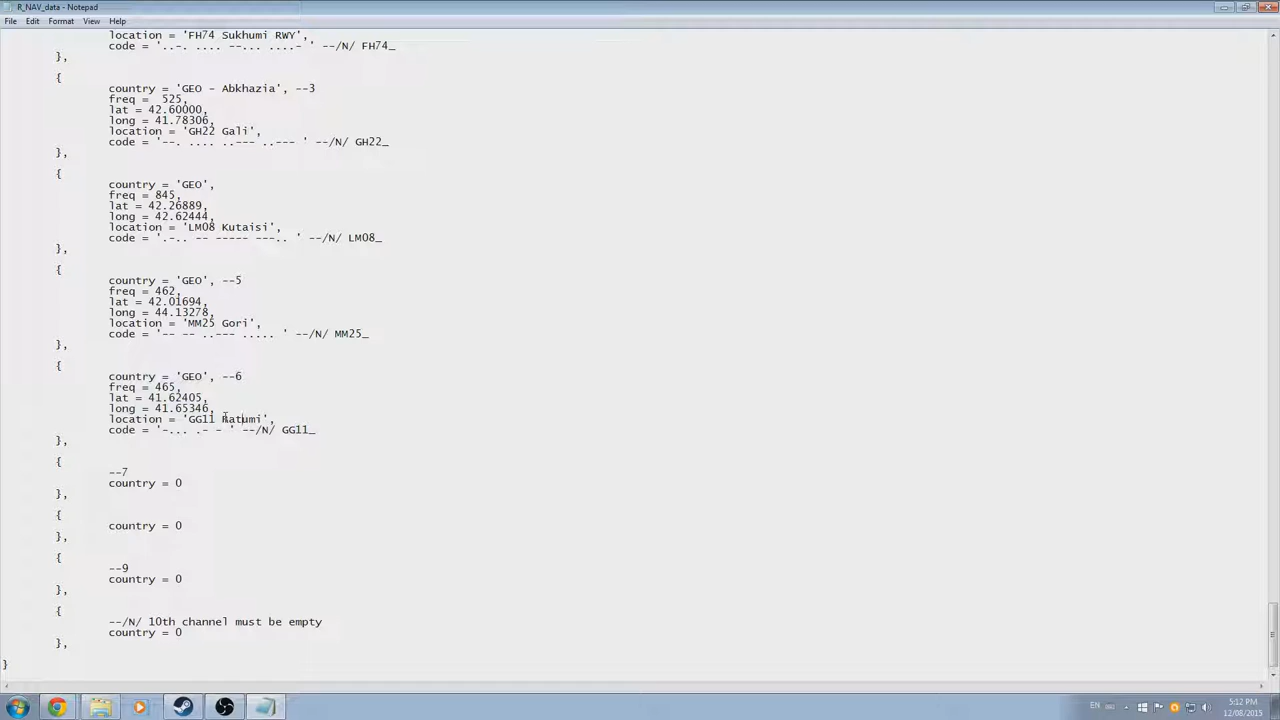 R_NAV_data - Notepad
File Edit Format View Help
location = 'FH74 Sukhumi RWY',
code = '..-. .... --... ....- ' --/N/ FH74_
},
{
country = 'GEO - Abkhazia', --3
freq =  525,
lat = 42.60000,
long = 41.78306,
location = 'GH22 Gali',
code = '--. .... ..--- ..--- ' --/N/ GH22_
},
{
country = 'GEO',
freq = 845,
lat = 42.26889,
long = 42.62444,
location = 'LM08 Kutaisi',
code = '.-.. -- ----- ---.. ' --/N/ LM08_
},
{
country = 'GEO', --5
freq = 462,
lat = 42.01694,
long = 44.13278,
location = 'MM25 Gori',
code = '-- -- ..--- ..... ' --/N/ MM25_
},
{
country = 'GEO', --6
freq = 465,
lat = 41.62405,
long = 41.65346,
location = 'GG11 Ratumi',
code = '-... .- - ' --/N/ GG11_
},
{
--7
country = 0
},
{
country = 0
},
{
--9
country = 0
},
{
--/N/ 10th channel must be empty
country = 0
},
}
EN
5:12 PM
12/08/2015